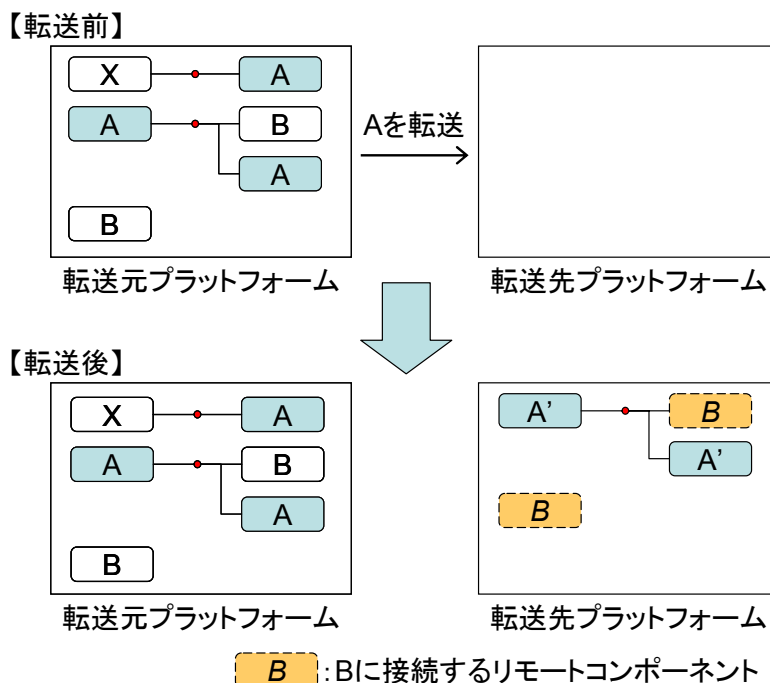 【転送前】
X A
A B
Aを転送
A
B
転送元プラットフォーム 転送先プラットフォーム
【転送後】
X A A' B
A B A'
A B
B
転送元プラットフォーム 転送先プラットフォーム
B :Bに接続するリモートコンポーネント